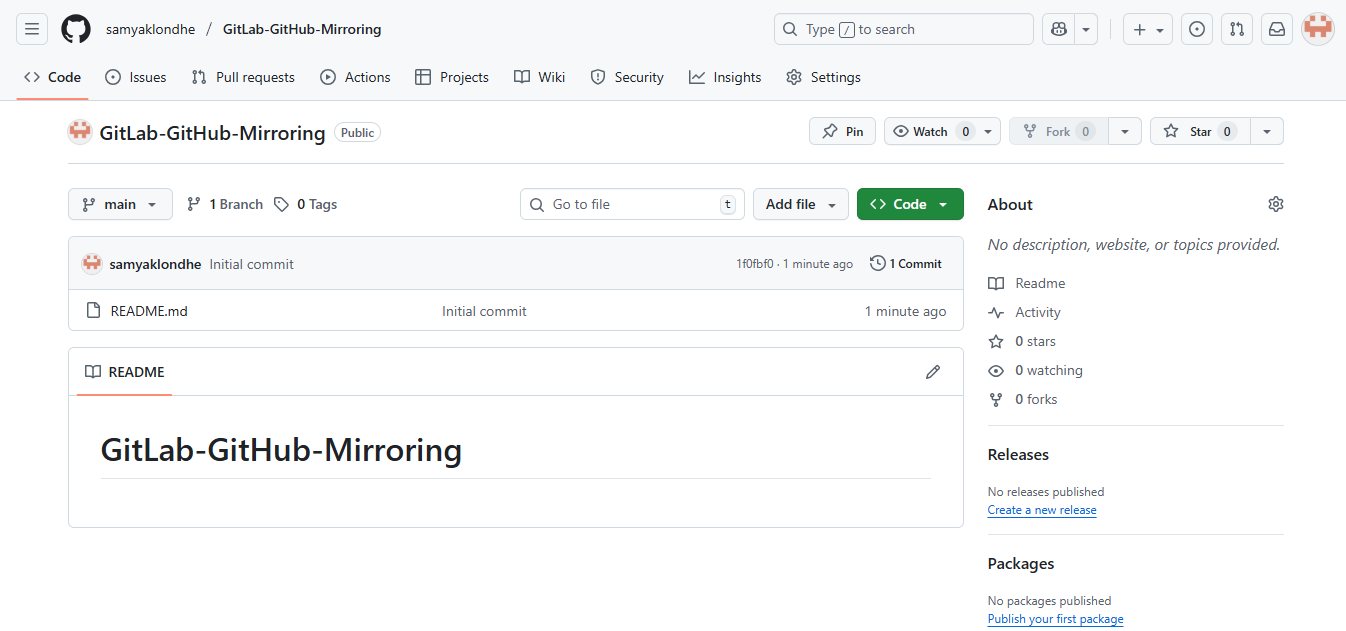 samyaklondhe / GitLab-GitHub-Mirroring
Type / to search
Code Issues Pull requests Actions Projects Wiki Security Insights Settings
GitLab-GitHub-Mirroring Public
Pin Watch 0 Fork 0 Star 0
main 1 Branch 0 Tags
Go to file t Add file Code
samyaklondhe Initial commit 1f0fbf0 · 1 minute ago 1 Commit
README.md Initial commit 1 minute ago
README
GitLab-GitHub-Mirroring
About
No description, website, or topics provided.
Readme
Activity
0 stars
0 watching
0 forks
Releases
No releases published
Create a new release
Packages
No packages published
Publish your first package